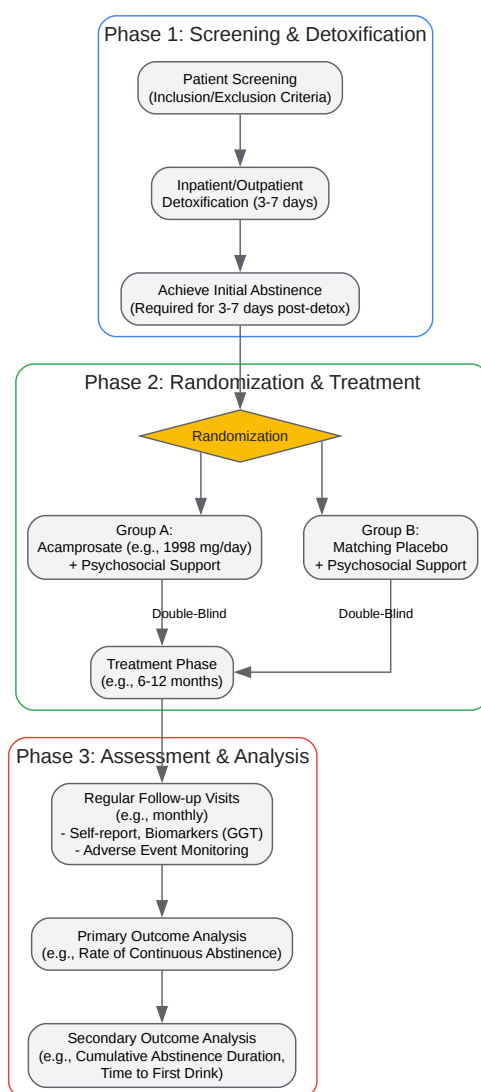 Phase 1: Screening & Detoxification
Patient Screening
(Inclusion/Exclusion Criteria)
Inpatient/Outpatient
Detoxification (3-7 days)
Achieve Initial Abstinence
(Required for 3-7 days post-detox)
Phase 2: Randomization & Treatment
Randomization
Group A:
Acamprosate (e.g., 1998 mg/day)
+ Psychosocial Support
Group B:
Matching Placebo
+ Psychosocial Support
Double-Blind
Double-Blind
Treatment Phase
(e.g., 6-12 months)
Phase 3: Assessment & Analysis
Regular Follow-up Visits
(e.g., monthly)
- Self-report, Biomarkers (GGT)
- Adverse Event Monitoring
Primary Outcome Analysis
(e.g., Rate of Continuous Abstinence)
Secondary Outcome Analysis
(e.g., Cumulative Abstinence Duration,
Time to First Drink)